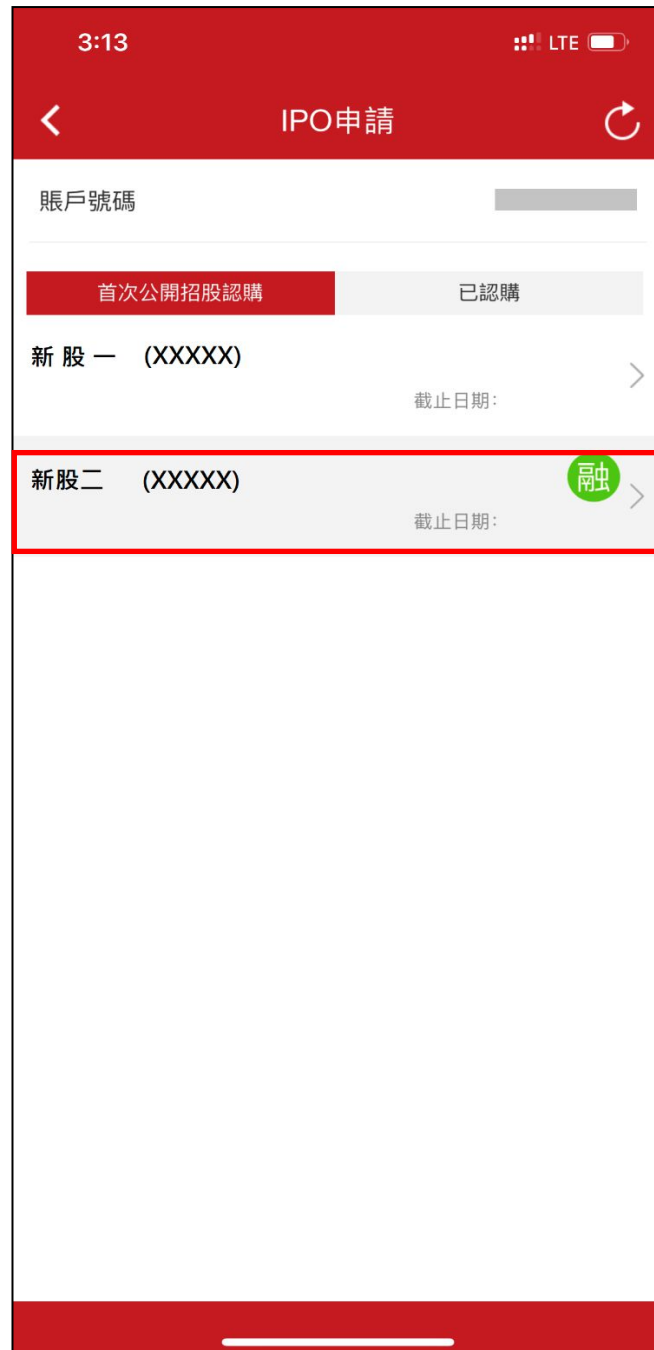 3:13 LTE
IPO申請
賬戶號碼
首次公開招股認購 已認購
新 股 一 (XXXXX)
截止日期:
新股二 (XXXXX) 融
截止日期: